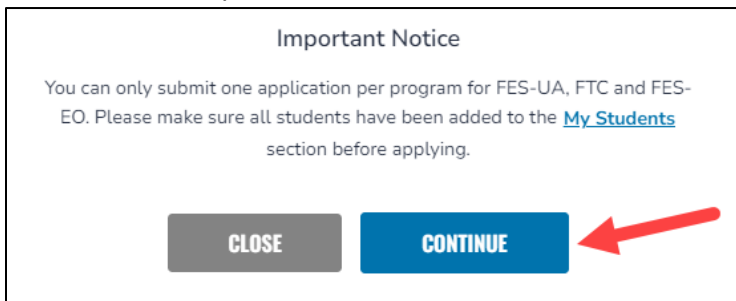 Important Notice
You can only submit one application per program for FES-UA, FTC and FES-
EO. Please make sure all students have been added to the My Students
section before applying.
CLOSE
CONTINUE